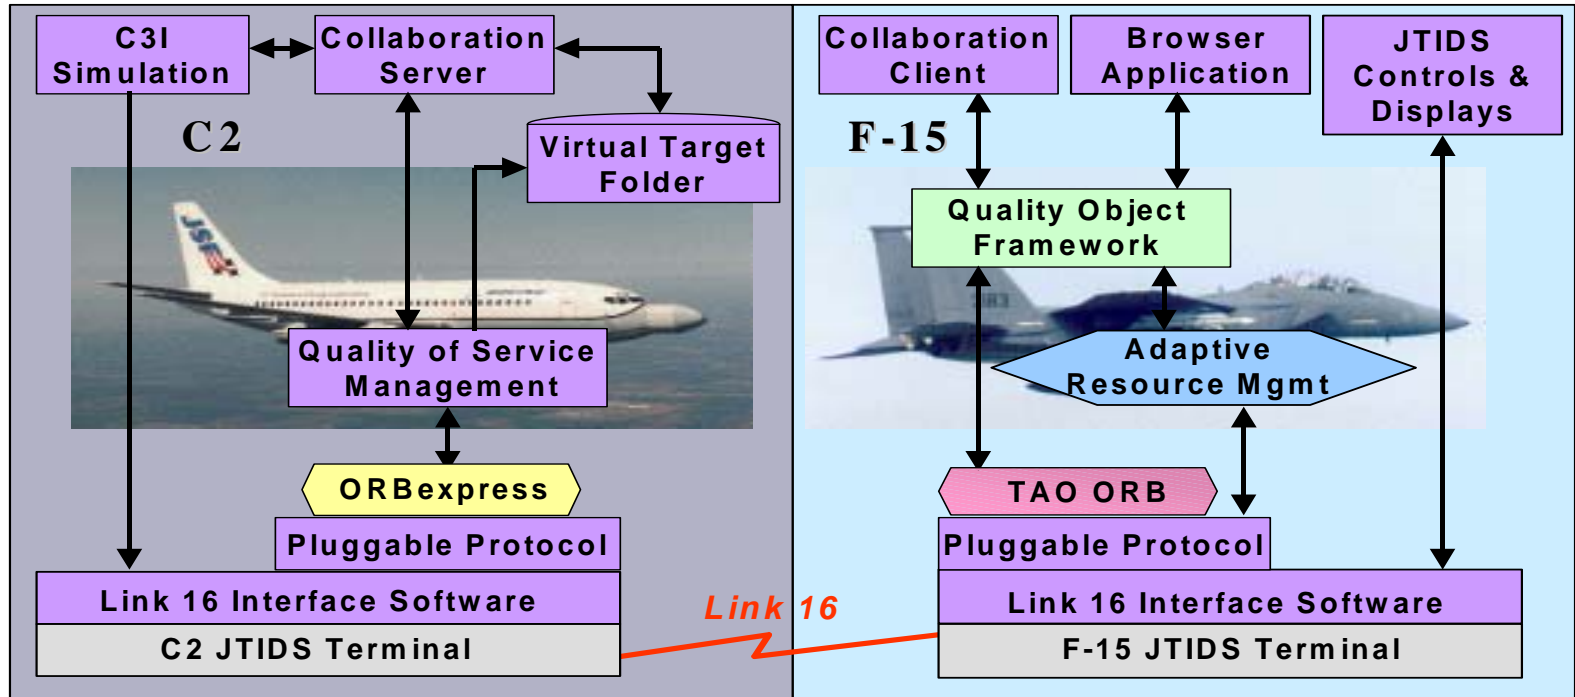 C3I
Simulation
Collaboration
Server
C2
Virtual Target
Folder
JSF
Quality of Service
Management
ORBexpress
Pluggable Protocol
Link 16 Interface Software
C2 JTIDS Terminal
Link 16
Collaboration
Client
Browser
Application
JTIDS
Controls &
Displays
F-15
Quality Object
Framework
Adaptive
Resource Mgmt
TAO ORB
Pluggable Protocol
Link 16 Interface Software
F-15 JTIDS Terminal